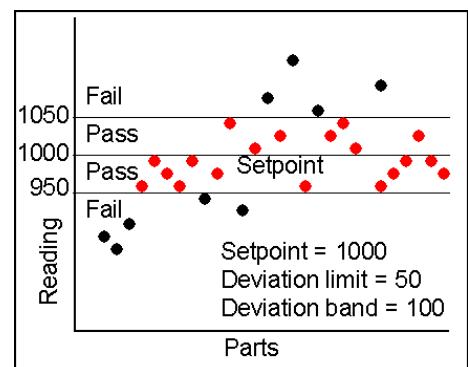 Fail
1050
Pass
1000
Setpoint
Pass
950
Fail
Reading
Setpoint = 1000
Deviation limit = 50
Deviation band = 100
Parts